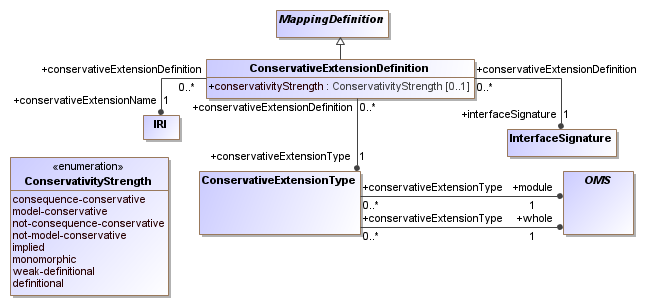 MappingDefinition
ConservativeExtensionDefinition
+conservativityStrength : ConservativityStrength [0..1]
+conservativeExtensionDefinition
0..*
+conservativeExtensionName 1
IRI
+conservativeExtensionDefinition
0..*
+interfaceSignature 1
InterfaceSignature
+conservativeExtensionDefinition 0..*
+conservativeExtensionType 1
ConservativeExtensionType
+conservativeExtensionType +module
0..* 1
+conservativeExtensionType +whole
0..* 1
OMS
«enumeration»
ConservativityStrength
consequence-conservative
model-conservative
not-consequence-conservative
not-model-conservative
implied
monomorphic
weak-definitional
definitional